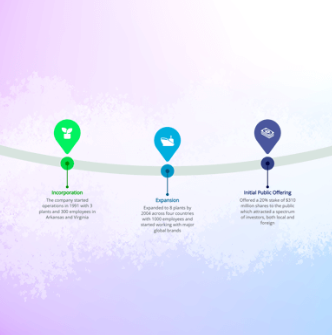 Incorporation
The company started
operations in 1991 with 3
plants and 300 employees in
Arkansas and Virginia
Expansion
Expanded to 8 plants by
2004 across four countries
with 1500 employees and
started working with major
global brands
Initial Public Offering
Offered a 20% stake of $310
million shares to the public
which attracted a spectrum
of investors, both local and
foreign